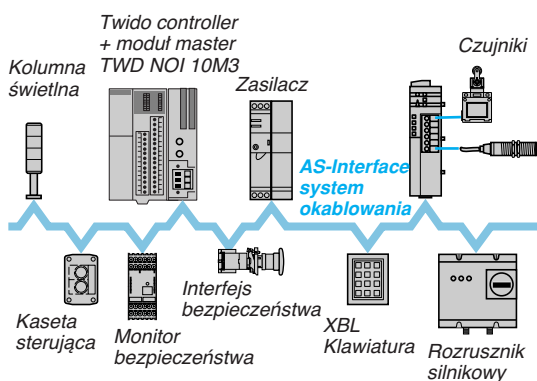 Twido controller
+ moduł master
TWD NOI 10M3
Kolumna
świetlna
Zasilacz
Czujniki
AS-Interface
system
okablowania
Kaseta
sterująca
Monitor
bezpieczeństwa
Interfejs
bezpieczeństwa
XBL
Klawiatura
Rozrusznik
silnikowy